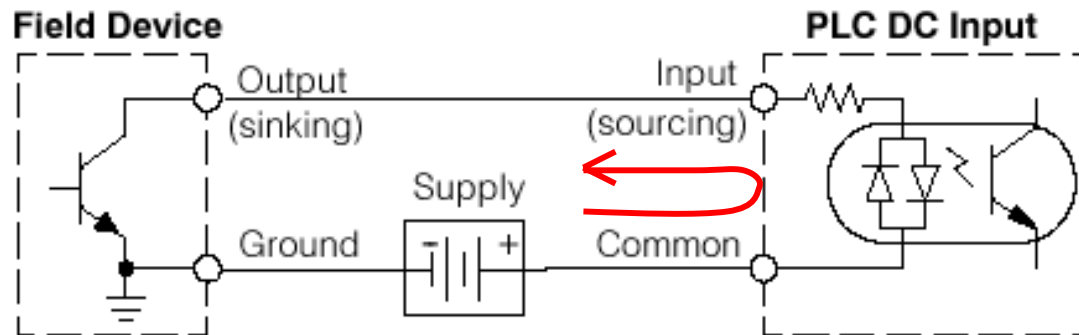 Field Device
PLC DC Input
Output
(sinking)
Input
(sourcing)
Supply
Ground
- +
Common